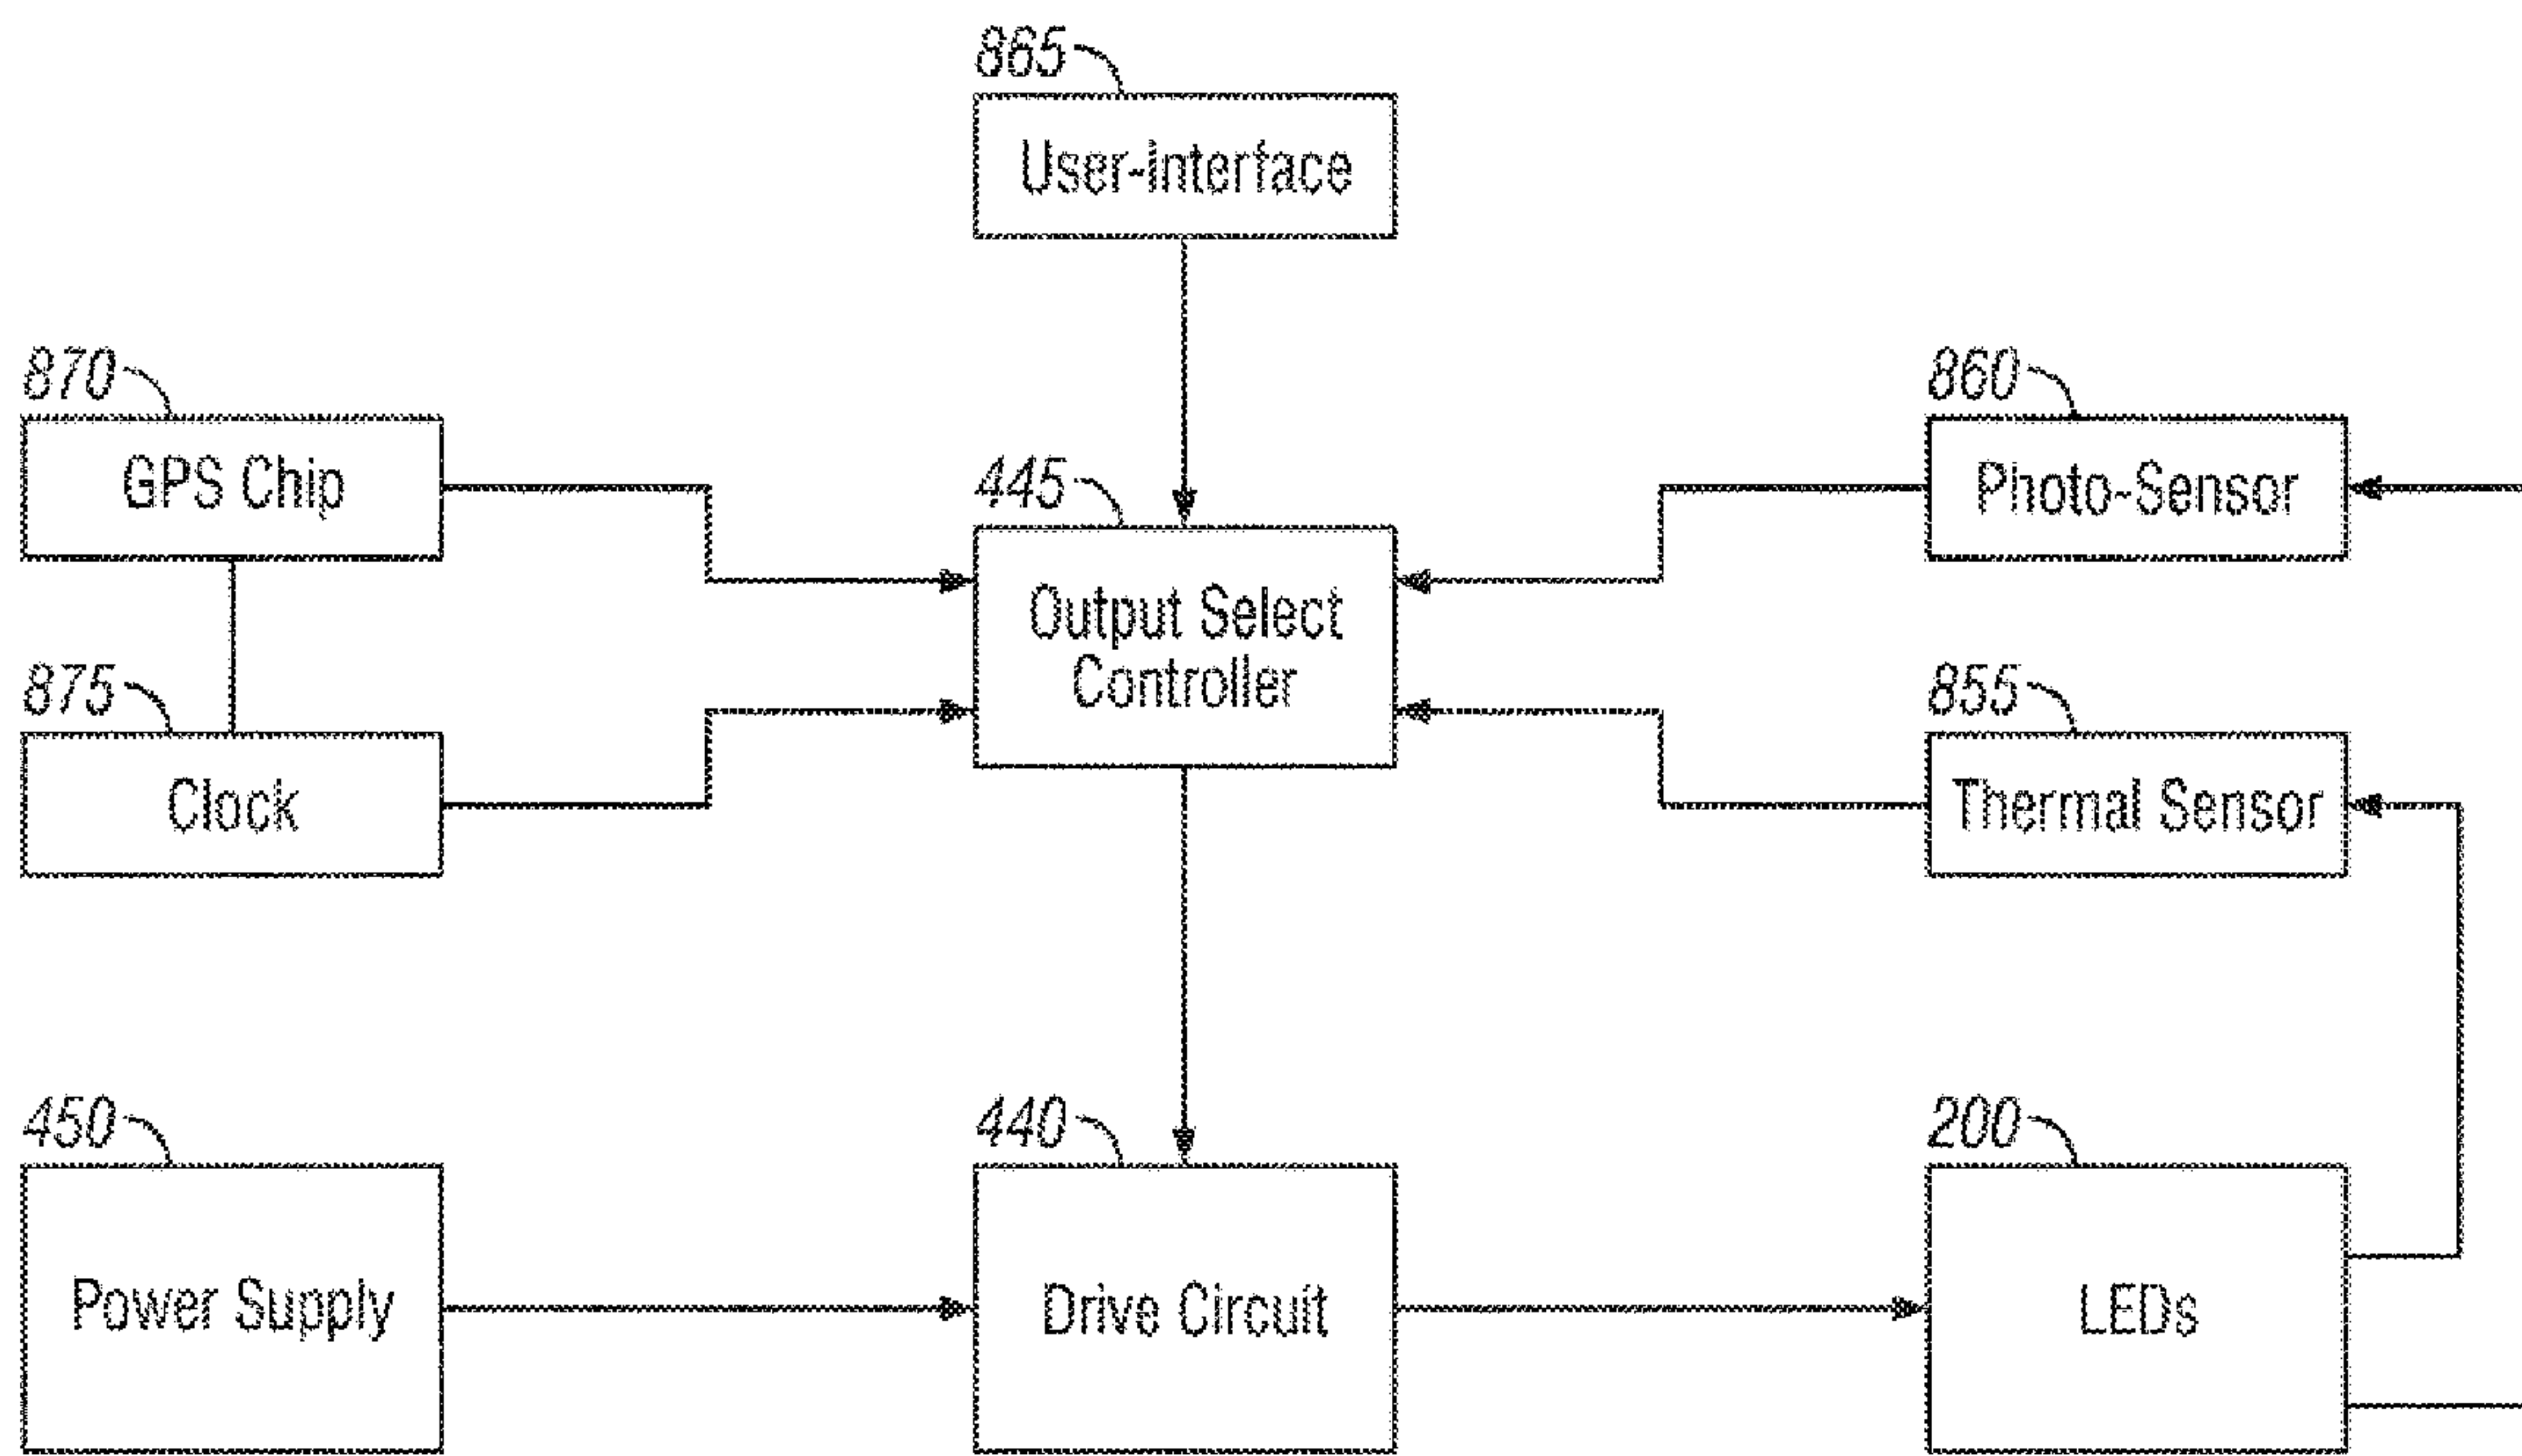 865
User-Interface
870
GPS Chip
445
Output Select
Controller
860
Photo-Sensor
875
Clock
855
Thermal Sensor
450
Power Supply
440
Drive Circuit
200
LEDs